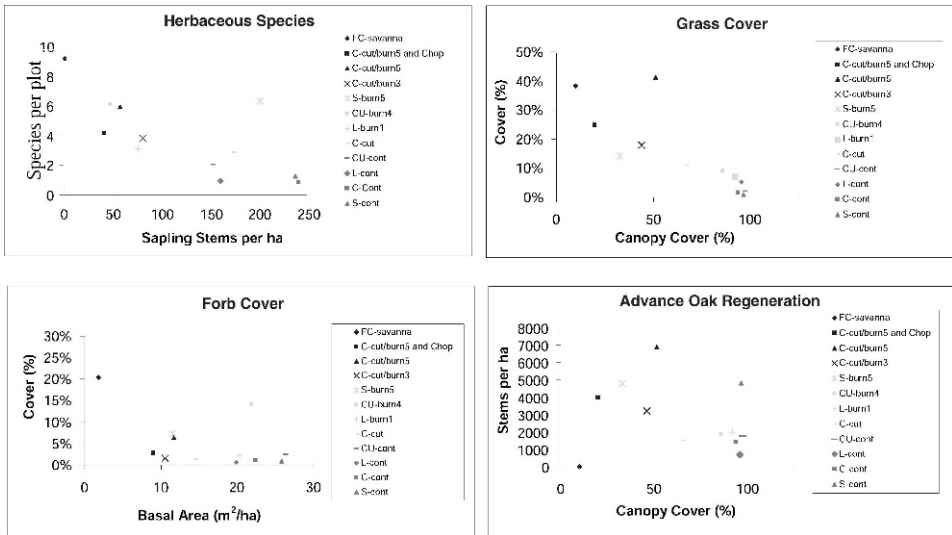 Herbaceous Species
Species per plot
10
8
6
4
2
0
0 50 100 150 200 250
Sapling Stems per ha
FC-savanna
C-cut/burn5 and Chop
C-cut/burn5
C-cut/burn3
S-burn5
CU-burn4
L-burn1
C-cut
CU-cont
L-cont
C-Cont
S-cont
Grass Cover
Cover (%)
50%
40%
30%
20%
10%
0%
0 50 100
Canopy Cover (%)
FC-savanna
C-cut/burn5 and Chop
C-cut/burn5
C-cut/burn3
S-burn5
CU-burn4
L-burn1
C-cut
CU-cont
L-cont
C-cont
S-cont
Forb Cover
Cover (%)
30%
25%
20%
15%
10%
5%
0%
0 10 20 30
Basal Area (m²/ha)
FC-savanna
C-cut/burn5 and Chop
C-cut/burn5
C-cut/burn3
S-burn5
CU-burn4
L-burn1
C-cut
CU-cont
L-cont
C-cont
S-cont
Advance Oak Regeneration
Stems per ha
8000
7000
6000
5000
4000
3000
2000
1000
0
0 50 100
Canopy Cover (%)
FC-savanna
C-cut/burn5 and Chop
C-cut/burn5
C-cut/burn3
S-burn5
CU-burn4
L-burn1
C-cut
CU-cont
L-cont
C-cont
S-cont